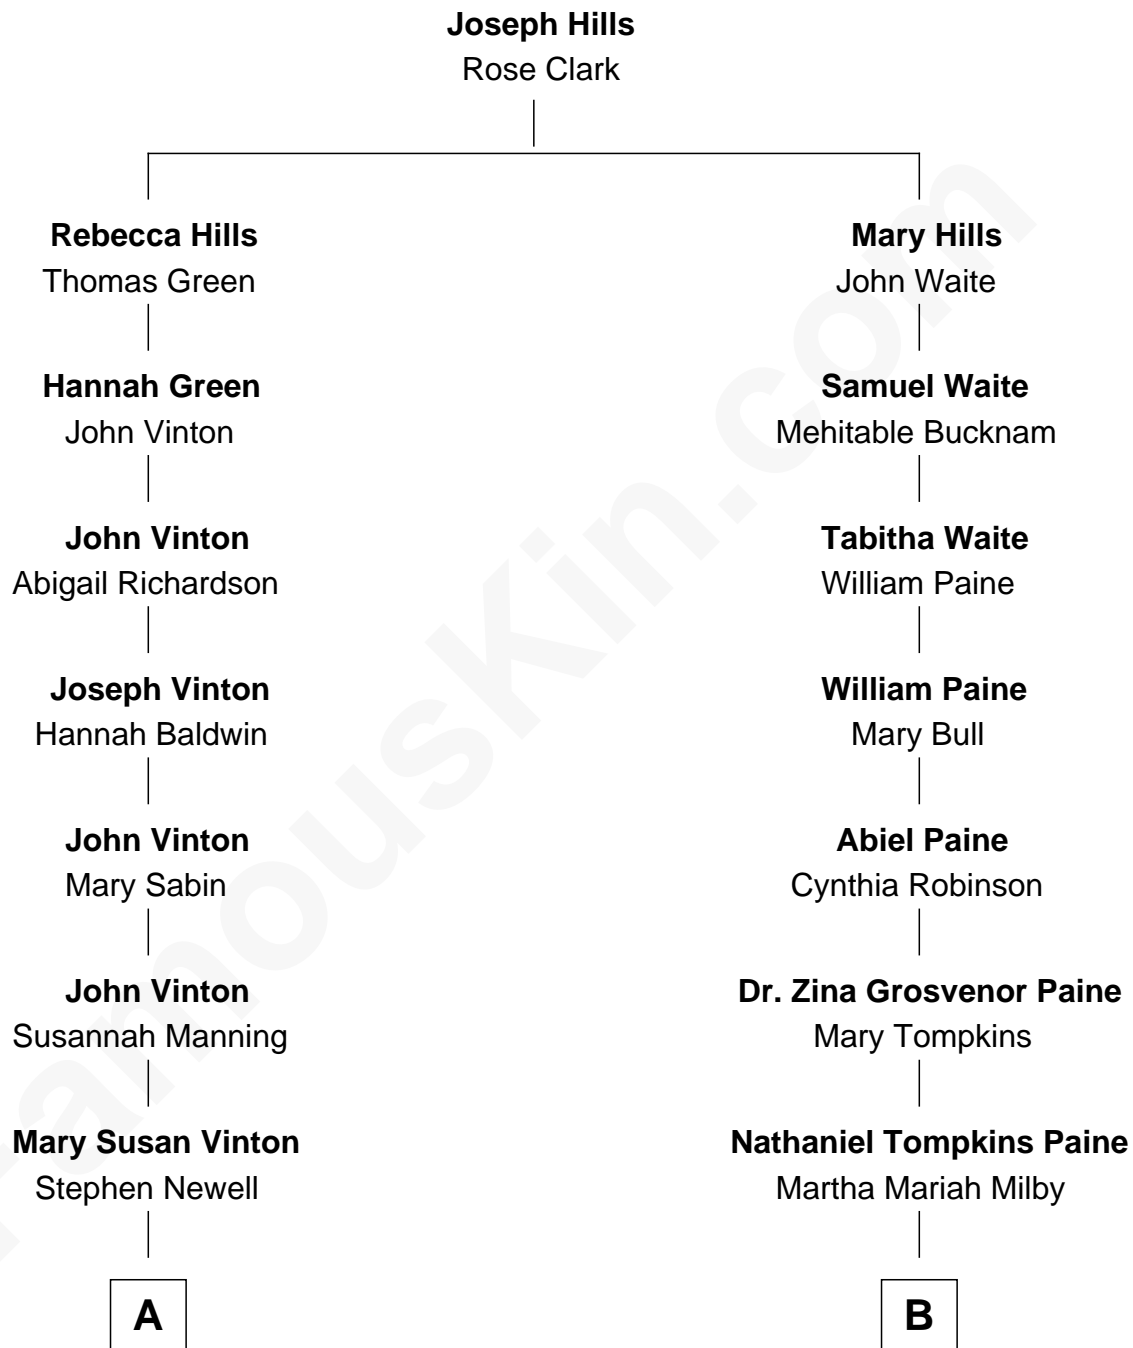 Joseph Hills
Rose Clark
Rebecca Hills
Thomas Green
Mary Hills
John Waite
Hannah Green
John Vinton
Samuel Waite
Mehitable Bucknam
John Vinton
Abigail Richardson
Tabitha Waite
William Paine
Joseph Vinton
Hannah Baldwin
William Paine
Mary Bull
John Vinton
Mary Sabin
Abiel Paine
Cynthia Robinson
John Vinton
Susannah Manning
Dr. Zina Grosvenor Paine
Mary Tompkins
Mary Susan Vinton
Stephen Newell
Nathaniel Tompkins Paine
Martha Mariah Milby
A
B
FamousKin.com